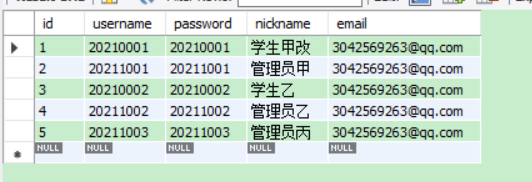 id username password nickname email
1 20210001 20210001 学生甲改 3042569263@qq.com
2 20211001 20211001 管理员甲 3042569263@qq.com
3 20210002 20210002 学生乙 3042569263@qq.com
4 20211002 20211002 管理员乙 3042569263@qq.com
5 20211003 20211003 管理员丙 3042569263@qq.com
NULL NULL NULL NULL NULL